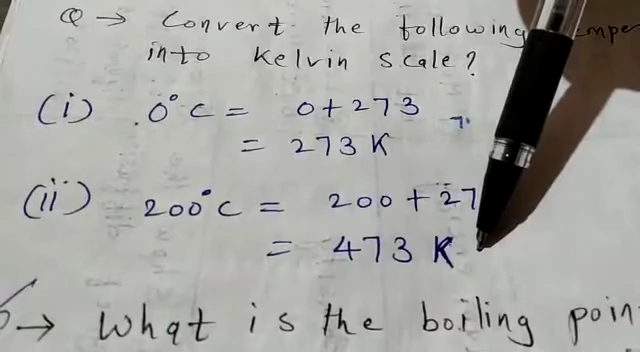 Q → Convert the following
into Kelvin scale?
(i) 0°C = 0+273
= 273 K
(ii) 200°C = 200+27
= 473 K
→ What is the boiling poin